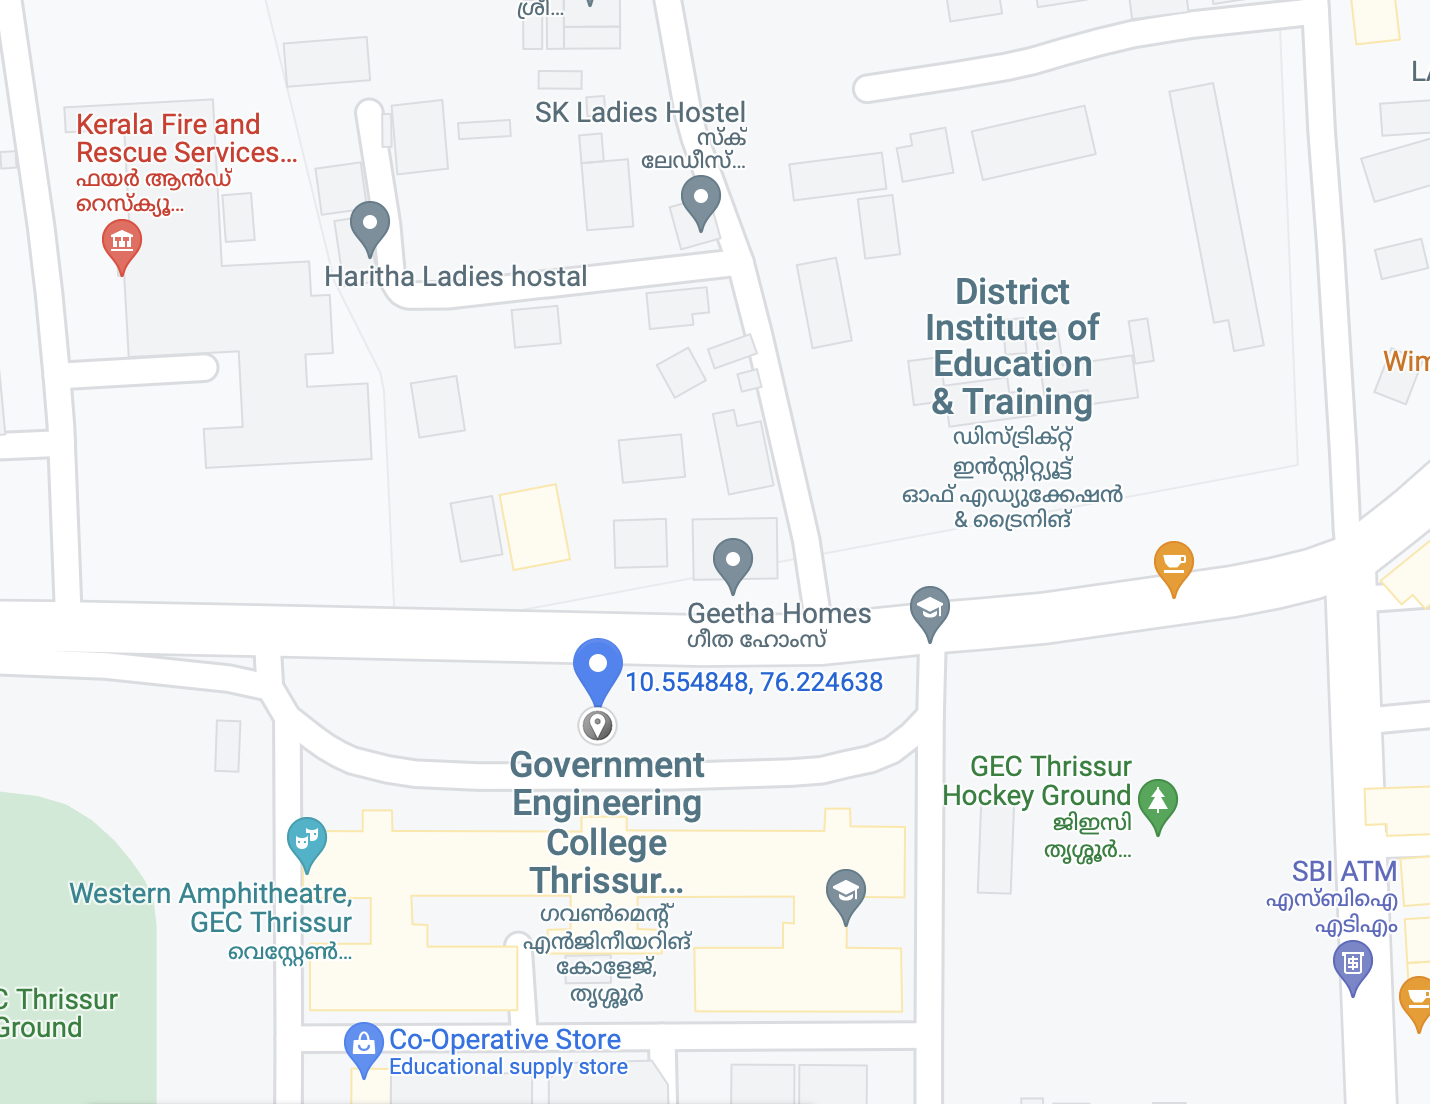 ശ്രീ...
LA
SK Ladies Hostel
സ്ക്
ലേഡീസ്...
Kerala Fire and
Rescue Services...
ഫയർ ആൻഡ്
റെസ്ക്യൂ...
Haritha Ladies hostal
District
Institute of
Education
& Training
ഡിസ്ട്രിക്റ്റ്
ഇൻസ്റ്റിറ്റ്യൂട്ട്
ഓഫ് എഡ്യുക്കേഷൻ
& ട്രൈനിങ്
Wim
Geetha Homes
ഗീത ഹോംസ്
10.554848, 76.224638
Government
Engineering
College
Thrissur...
ഗവൺമെന്റ്
എൻജിനീയറിങ്
കോളേജ്,
തൃശ്ശൂർ
GEC Thrissur
Hockey Ground
ജിഇസി
തൃശ്ശൂർ...
Western Amphitheatre,
GEC Thrissur
വെസ്റ്റേൺ...
SBI ATM
എസ്ബിഐ
എടിഎം
C Thrissur
Ground
Co-Operative Store
Educational supply store